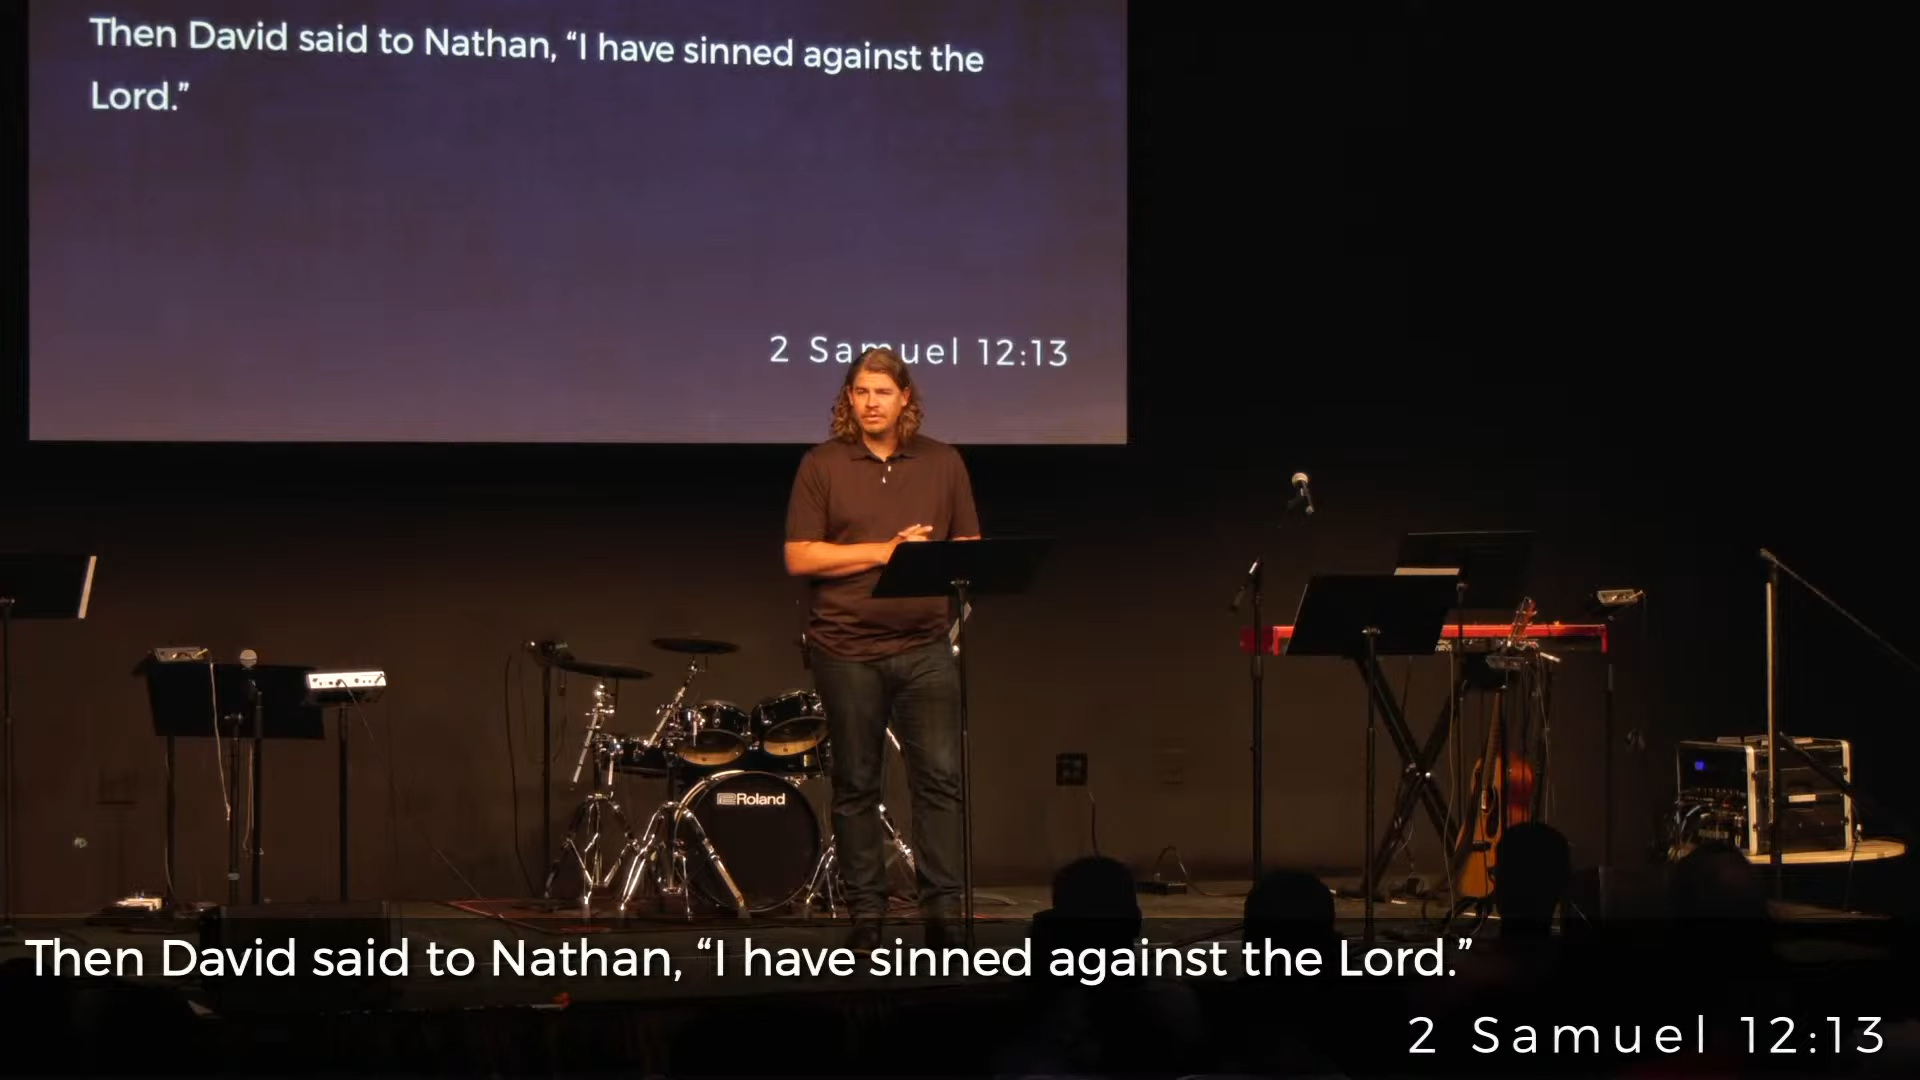 Then David said to Nathan, “I have sinned against the
Lord.”
2 Samuel 12:13
Roland
Then David said to Nathan, “I have sinned against the Lord.”
2 Samuel 12:13